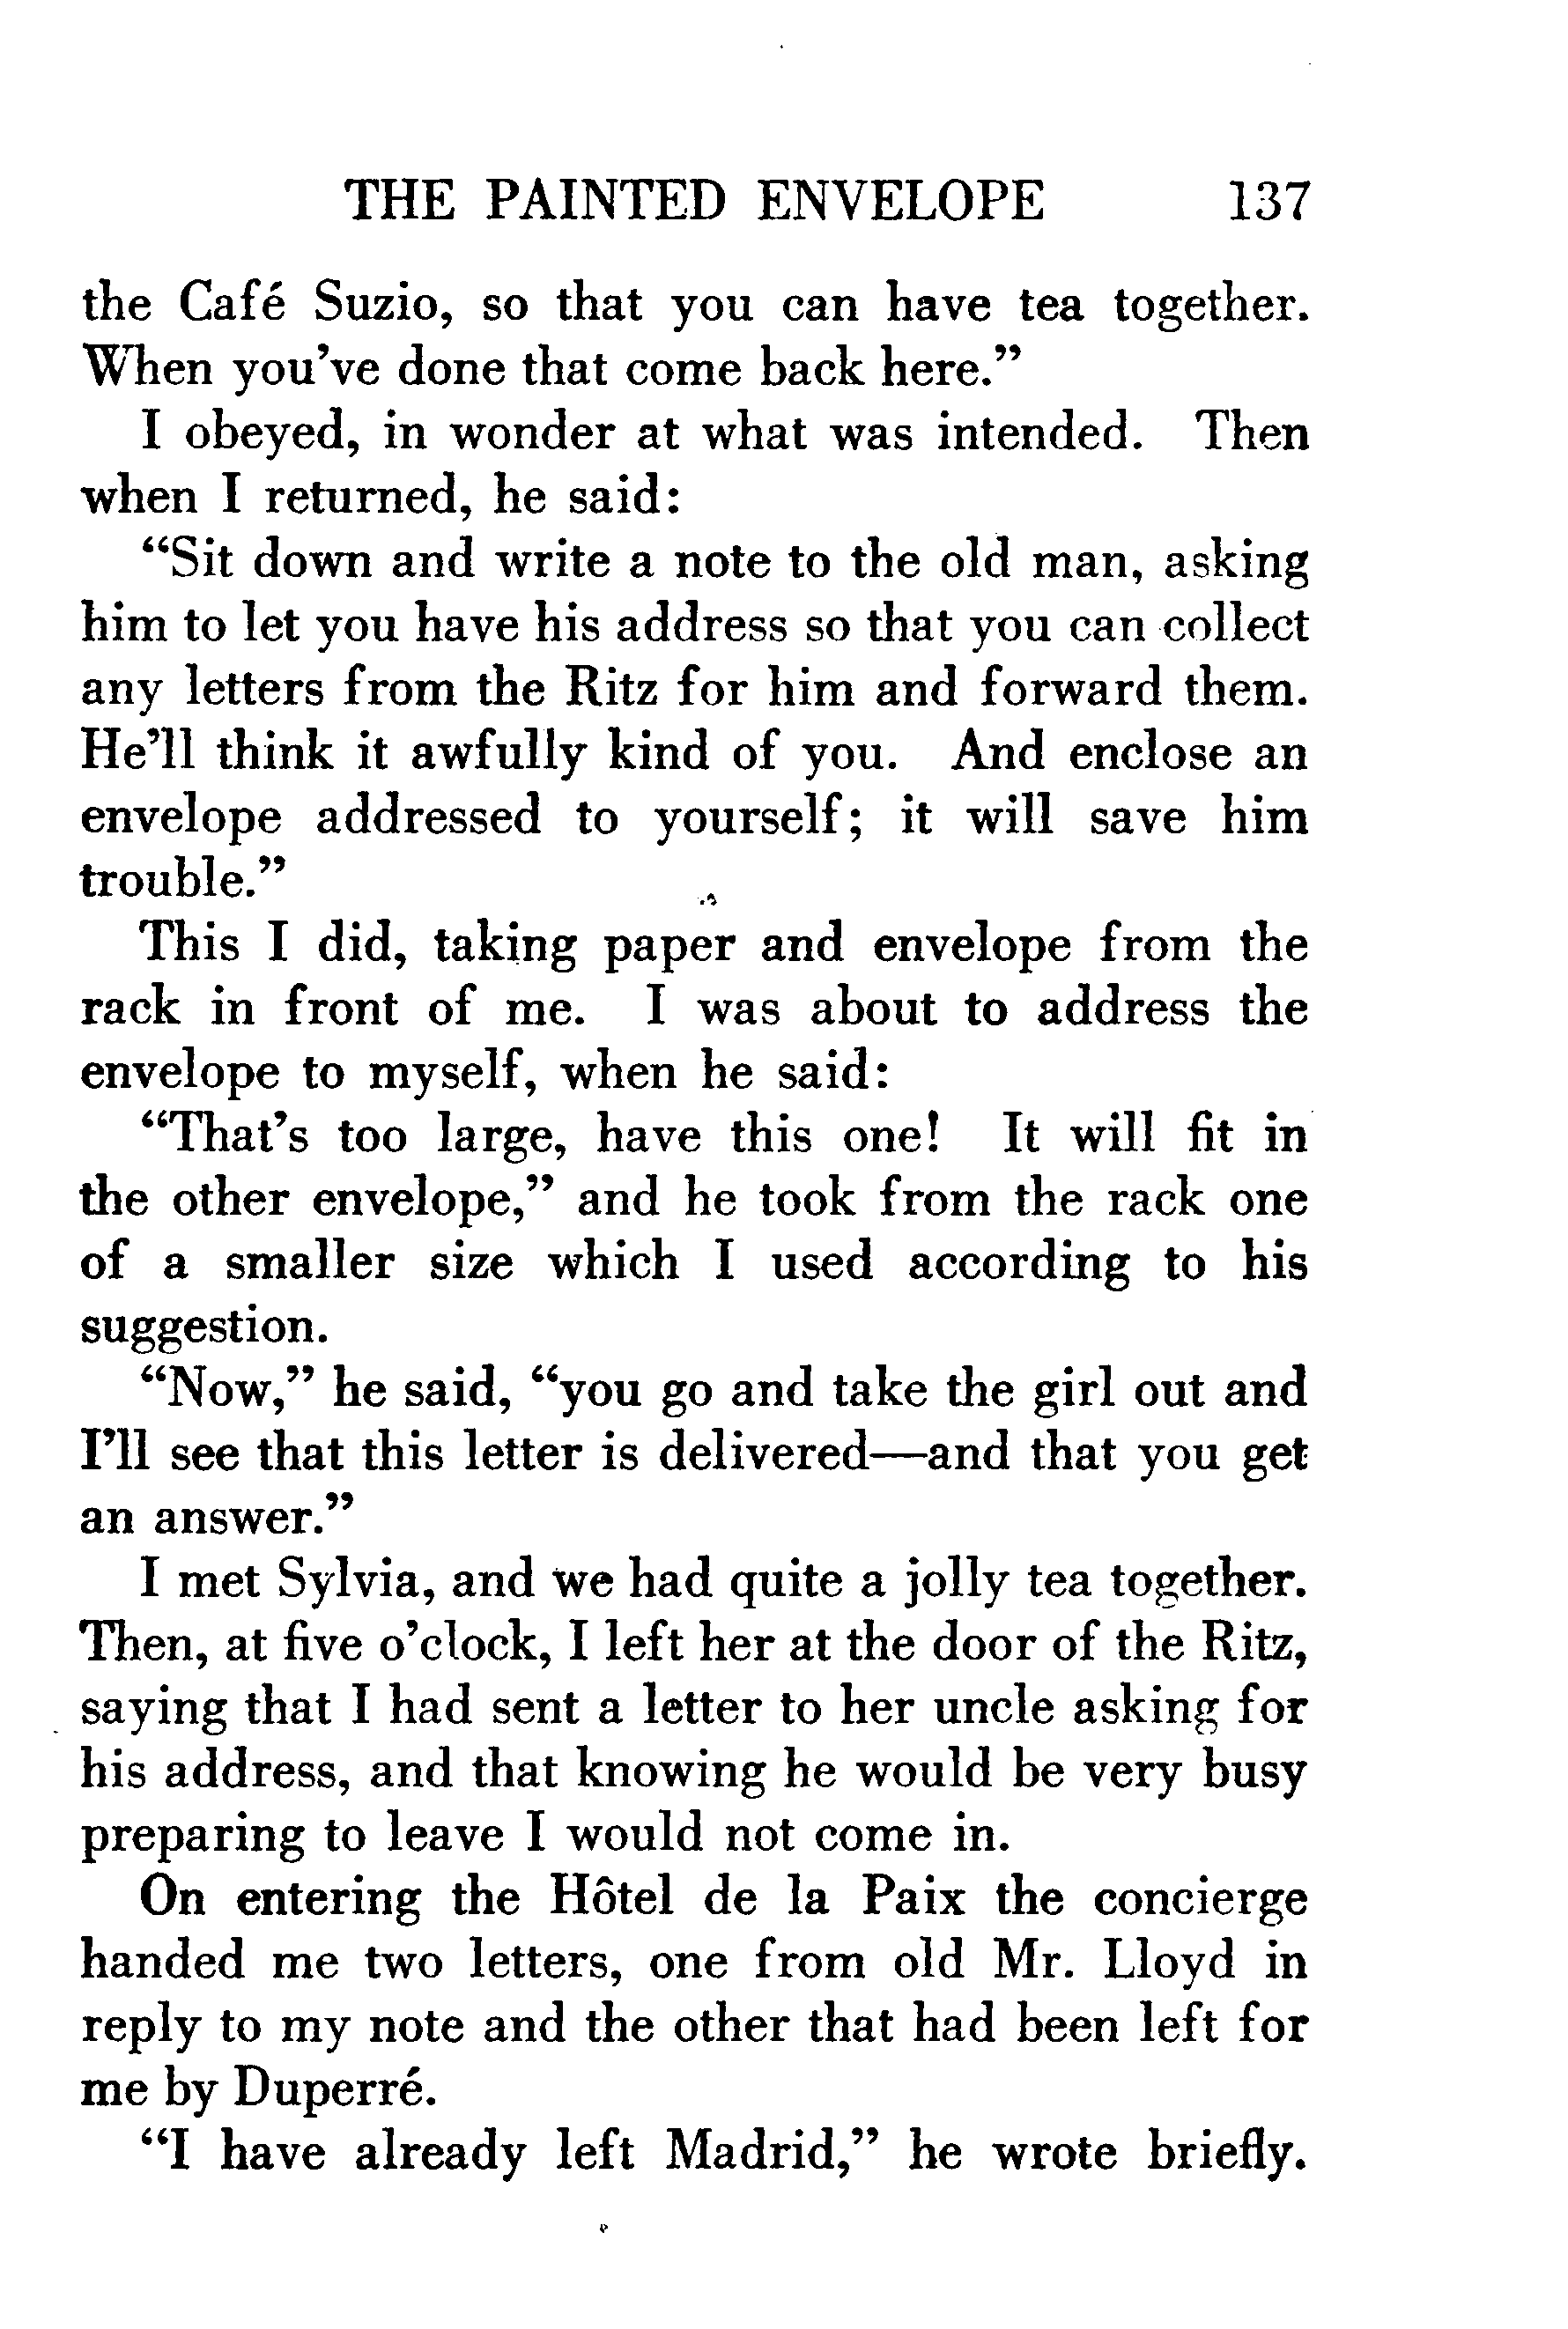 THE PAINTED ENVELOPE 137
the Café Suzio, so that you can have tea together.
When you've done that come back here."
I obeyed, in wonder at what was intended. Then
when I returned, he said:
"Sit down and write a note to the old man, asking
him to let you have his address so that you can collect
any letters from the Ritz for him and forward them.
He'll think it awfully kind of you. And enclose an
envelope addressed to yourself; it will save him
trouble."
This I did, taking paper and envelope from the
rack in front of me. I was about to address the
envelope to myself, when he said:
"That's too large, have this one! It will fit in
the other envelope," and he took from the rack one
of a smaller size which I used according to his
suggestion.
"Now," he said, "you go and take the girl out and
I'll see that this letter is delivered—and that you get
an answer."
I met Sylvia, and we had quite a jolly tea together.
Then, at five o'clock, I left her at the door of the Ritz,
saying that I had sent a letter to her uncle asking for
his address, and that knowing he would be very busy
preparing to leave I would not come in.
On entering the Hôtel de la Paix the concierge
handed me two letters, one from old Mr. Lloyd in
reply to my note and the other that had been left for
me by Duperré.
"I have already left Madrid," he wrote briefly.